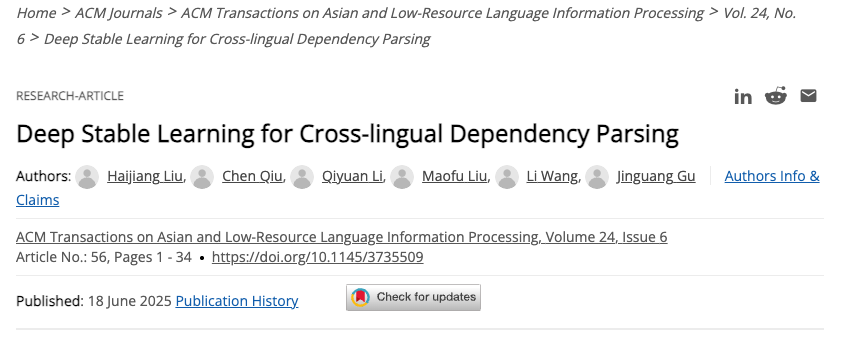 Home > ACM Journals > ACM Transactions on Asian and Low-Resource Language Information Processing > Vol. 24, No.
6 > Deep Stable Learning for Cross-lingual Dependency Parsing
RESEARCH-ARTICLE
in
Deep Stable Learning for Cross-lingual Dependency Parsing
Authors: Haijiang Liu, Chen Qiu, Qiyuan Li, Maofu Liu, Li Wang, Jinguang Gu Authors Info &
Claims
ACM Transactions on Asian and Low-Resource Language Information Processing, Volume 24, Issue 6
Article No.: 56, Pages 1 - 34 • https://doi.org/10.1145/3735509
Published: 18 June 2025 Publication History Check for updates